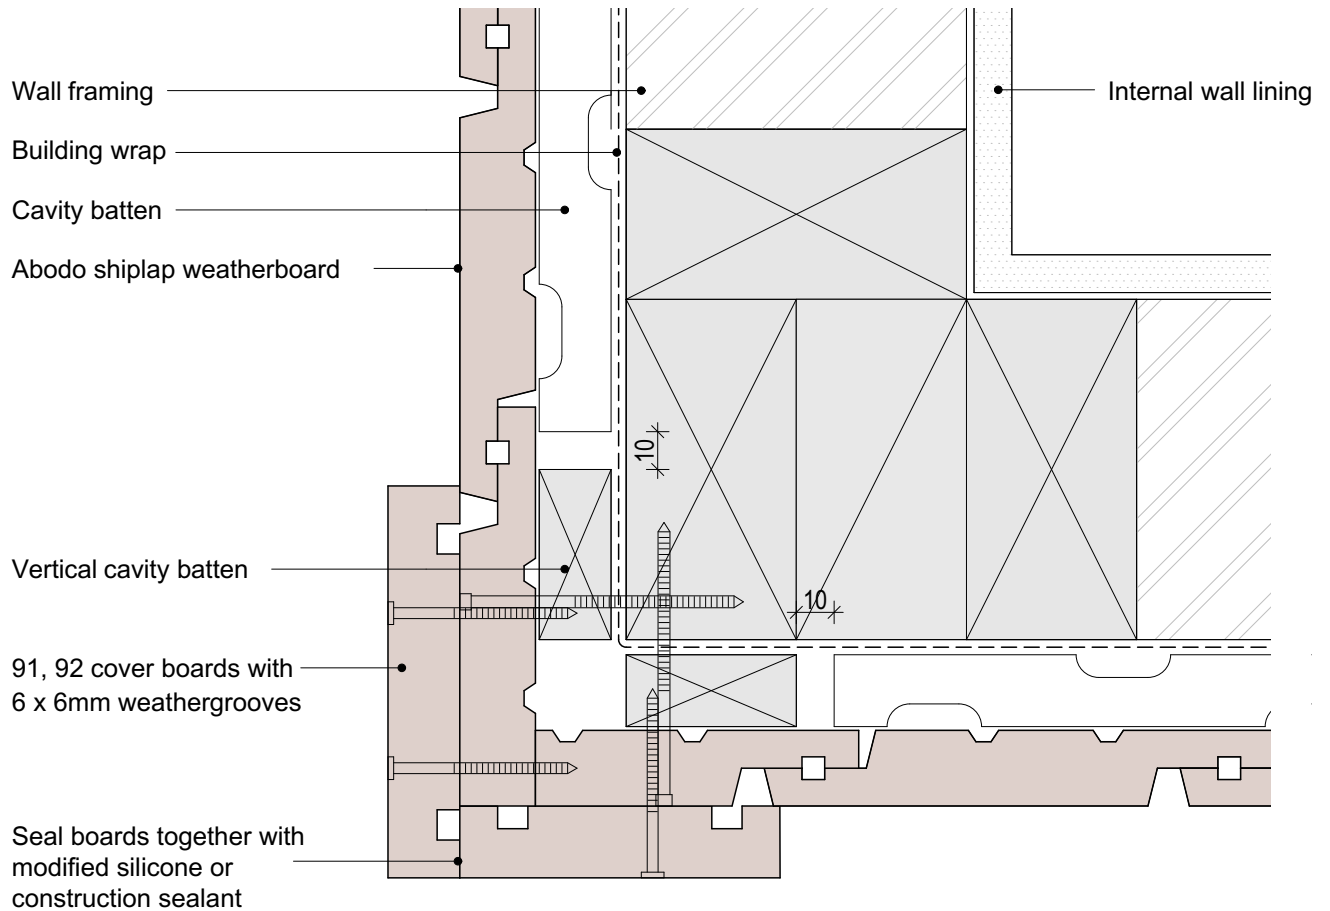 Wall framing
Internal wall lining
Building wrap
Cavity batten
Abodo shiplap weatherboard
10
Vertical cavity batten
10
91, 92 cover boards with
6 x 6mm weathergrooves
Seal boards together with
modified silicone or
construction sealant